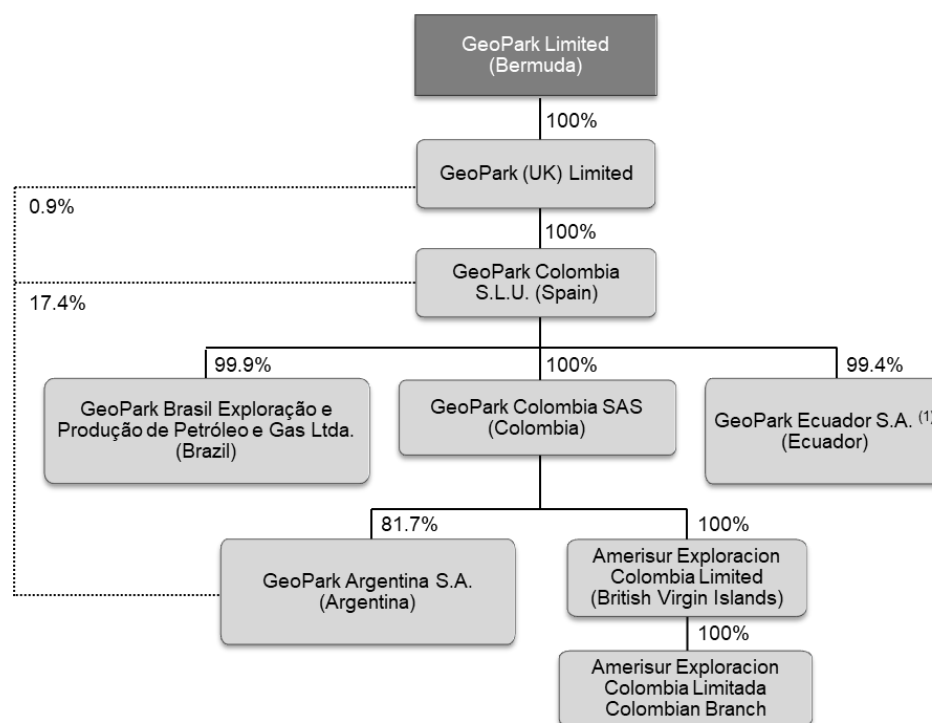 GeoPark Limited
(Bermuda)
100%
GeoPark (UK) Limited
0.9%
100%
GeoPark Colombia
S.L.U. (Spain)
17.4%
99.9%
100%
99.4%
GeoPark Brasil Exploração e
Produção de Petróleo e Gas Ltda.
(Brazil)
GeoPark Colombia SAS
(Colombia)
GeoPark Ecuador S.A. (1)
(Ecuador)
81.7%
100%
GeoPark Argentina S.A.
(Argentina)
Amerisur Exploracion
Colombia Limited
(British Virgin Islands)
100%
Amerisur Exploracion
Colombia Limitada
Colombian Branch